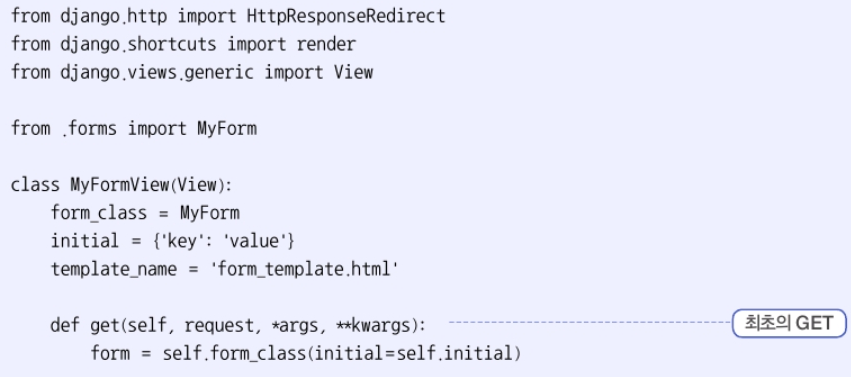 from django.http import HttpResponseRedirect
from django.shortcuts import render
from django.views.generic import View

from .forms import MyForm

class MyFormView(View):
    form_class = MyForm
    initial = {'key': 'value'}
    template_name = 'form_template.html'

    def get(self, request, *args, **kwargs): 최초의 GET
        form = self.form_class(initial=self.initial)